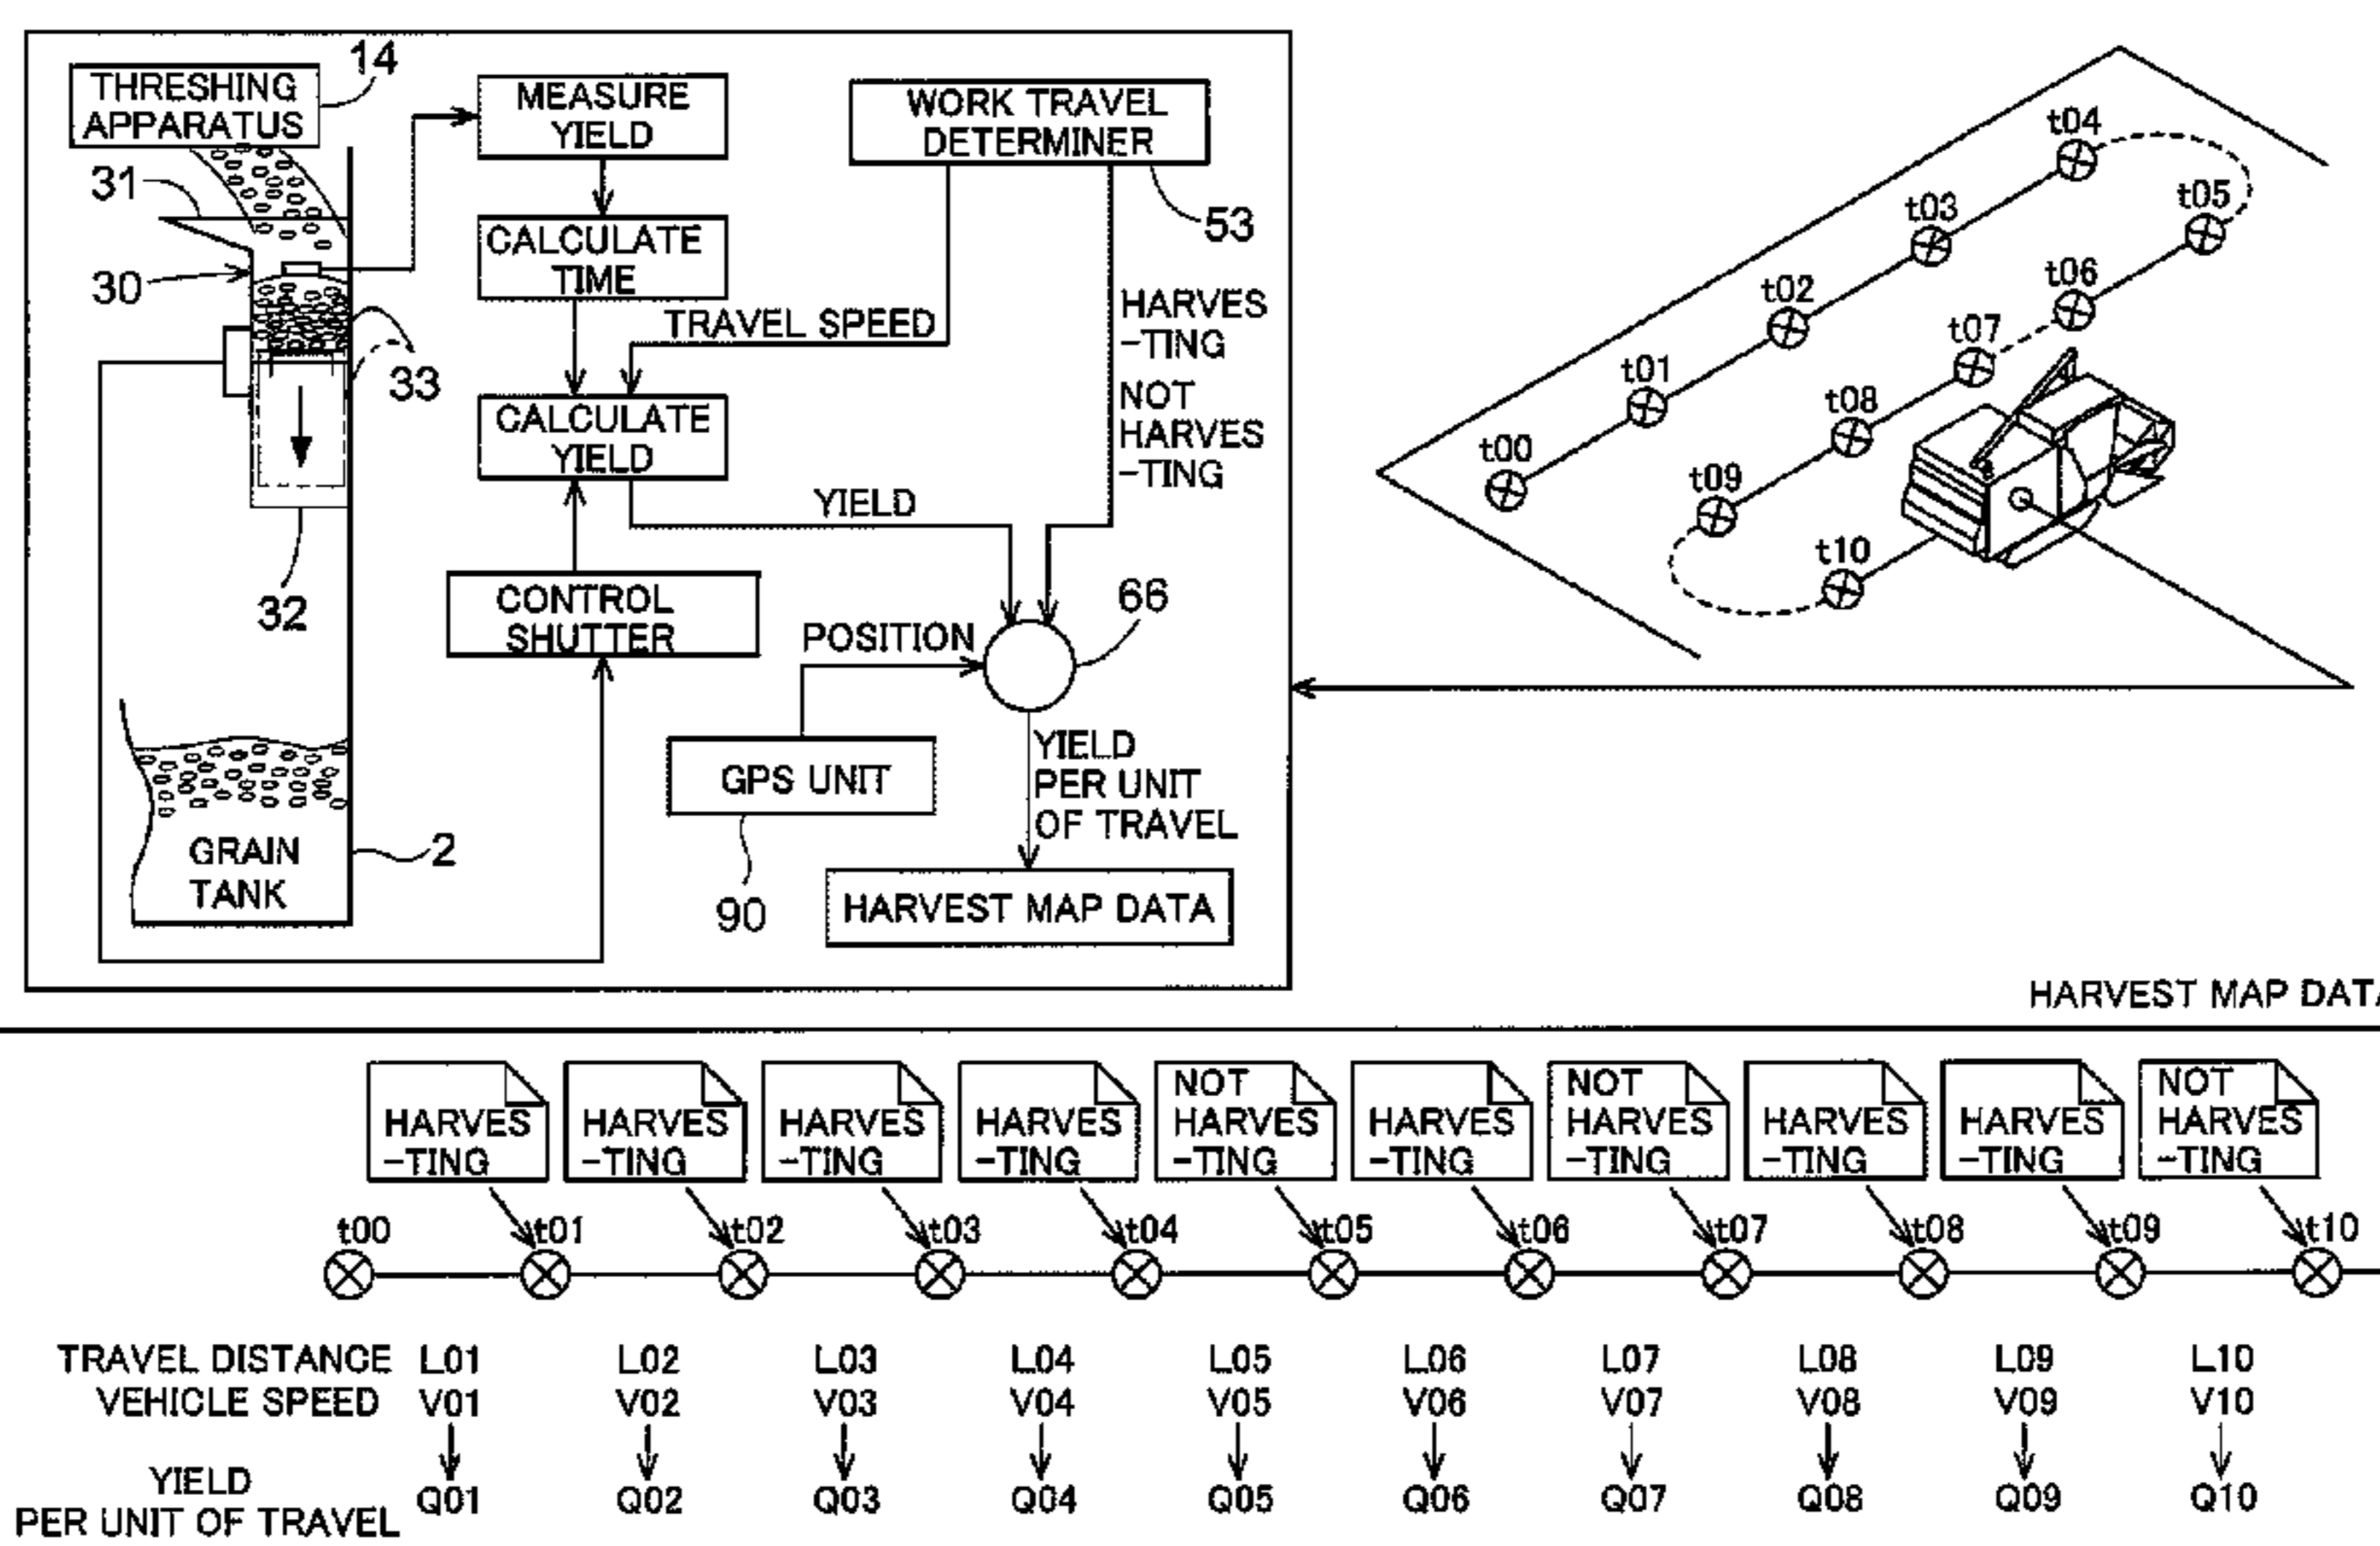 THRESHING
APPARATUS
14
31
30
33
32
GRAIN
TANK
2
MEASURE
YIELD
CALCULATE
TIME
TRAVEL SPEED
CALCULATE
YIELD
YIELD
CONTROL
SHUTTER
WORK TRAVEL
DETERMINER
53
HARVES
-TING
NOT
HARVES
-TING
POSITION
66
GPS UNIT
90
YIELD
PER UNIT
OF TRAVEL
HARVEST MAP DATA
t00
t01
t02
t03
t04
t05
t06
t07
t08
t09
t10
HARVEST MAP DATA
HARVES
-TING
HARVES
-TING
HARVES
-TING
HARVES
-TING
NOT
HARVES
-TING
HARVES
-TING
NOT
HARVES
-TING
HARVES
-TING
HARVES
-TING
NOT
HARVES
-TING
t00 t01 t02 t03 t04 t05 t06 t07 t08 t09 t10
TRAVEL DISTANCE L01 L02 L03 L04 L05 L06 L07 L08 L09 L10
VEHICLE SPEED V01 V02 V03 V04 V05 V06 V07 V08 V09 V10
YIELD
PER UNIT OF TRAVEL Q01 Q02 Q03 Q04 Q05 Q06 Q07 Q08 Q09 Q10